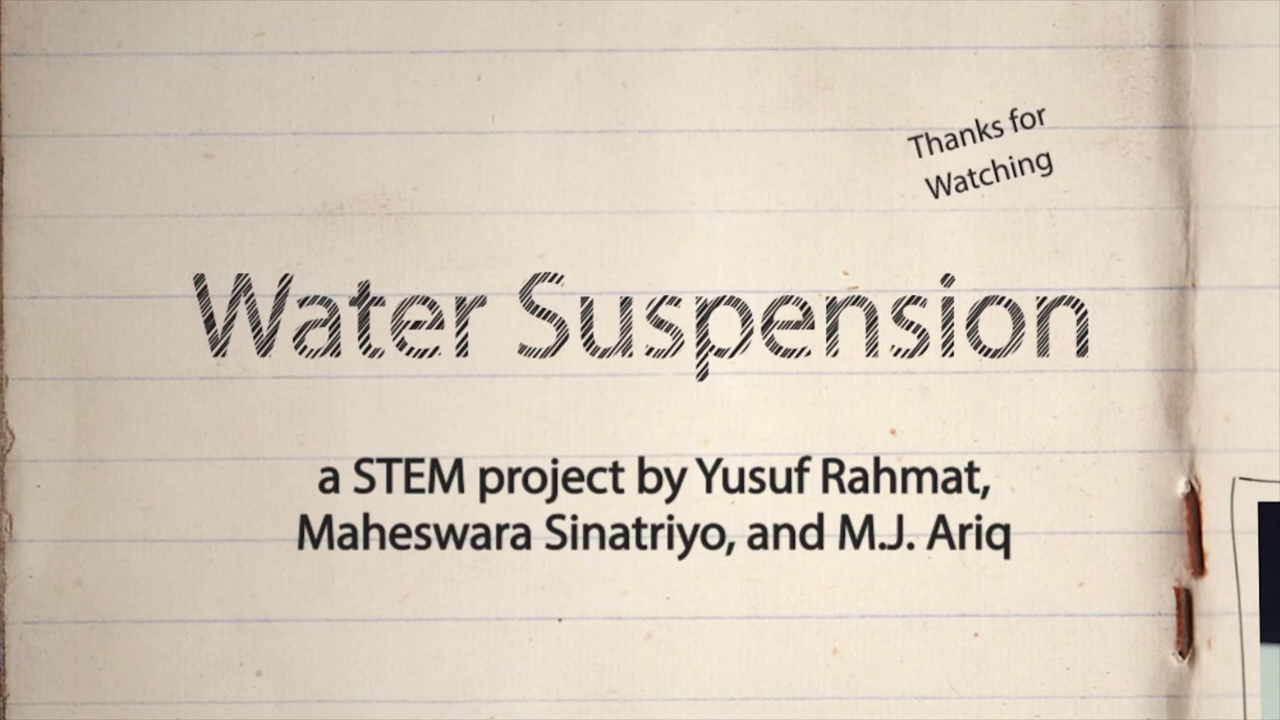 Thanks for
Watching
Water Suspension
a STEM project by Yusuf Rahmat,
Maheswara Sinatriyo, and M.J. Ariq